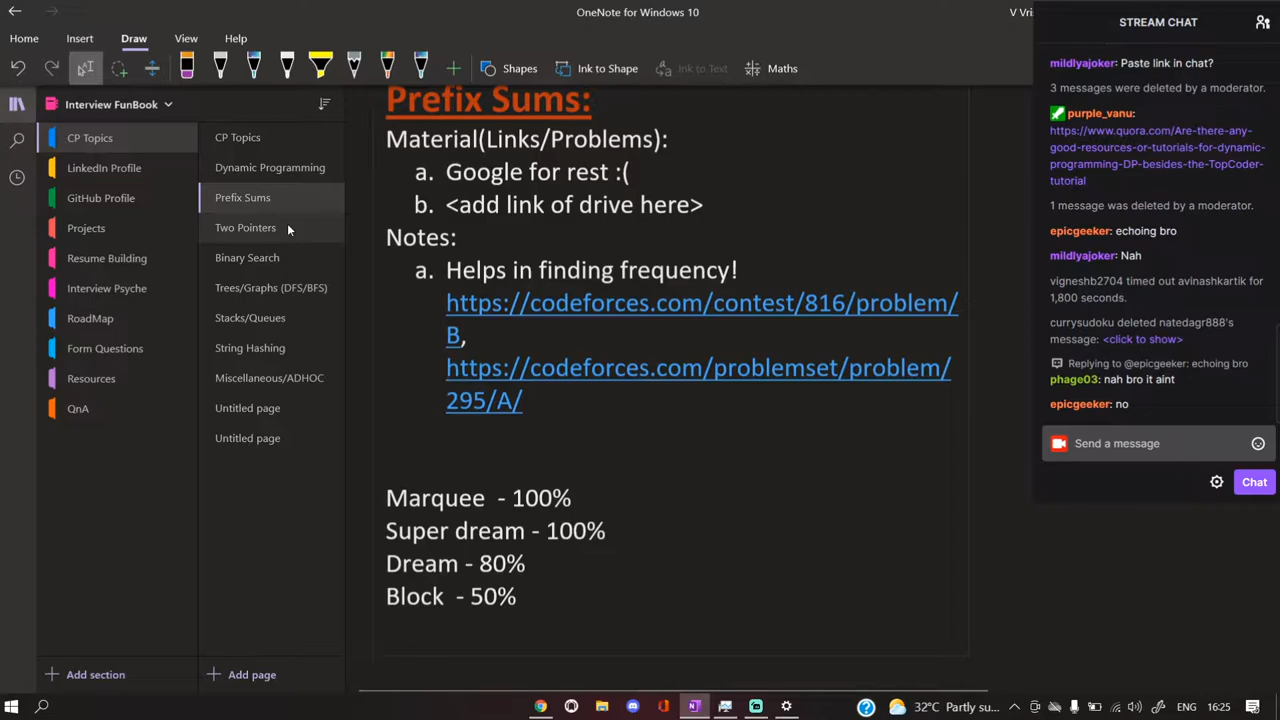 OneNote for Windows 10
V Vri
Home Insert Draw View Help
Shapes Ink to Shape Ink to Text Maths
Interview FunBook
CP Topics
LinkedIn Profile
GitHub Profile
Projects
Resume Building
Interview Psyche
RoadMap
Form Questions
Resources
QnA
Add section
CP Topics
Dynamic Programming
Prefix Sums
Two Pointers
Binary Search
Trees/Graphs (DFS/BFS)
Stacks/Queues
String Hashing
Miscellaneous/ADHOC
Untitled page
Untitled page
Add page
Prefix Sums:
Material(Links/Problems):
a. Google for rest :(
b. <add link of drive here>
Notes:
a. Helps in finding frequency!
https://codeforces.com/contest/816/problem/
B,
https://codeforces.com/problemset/problem/
295/A/
Marquee - 100%
Super dream - 100%
Dream - 80%
Block - 50%
STREAM CHAT
mildlyajoker: Paste link in chat?
3 messages were deleted by a moderator.
purple_vanu:
https://www.quora.com/Are-there-any-
good-resources-or-tutorials-for-dynamic
-programming-DP-besides-the-TopCoder-
tutorial
1 message was deleted by a moderator.
epicgeeker: echoing bro
mildlyajoker: Nah
vigneshb2704 timed out avinashkartik for
1,800 seconds.
currysudoku deleted natedagr888's
message: <click to show>
Replying to @epicgeeker: echoing bro
phage03: nah bro it aint
epicgeeker: no
Send a message
Chat
32°C Partly su... ENG 16:25